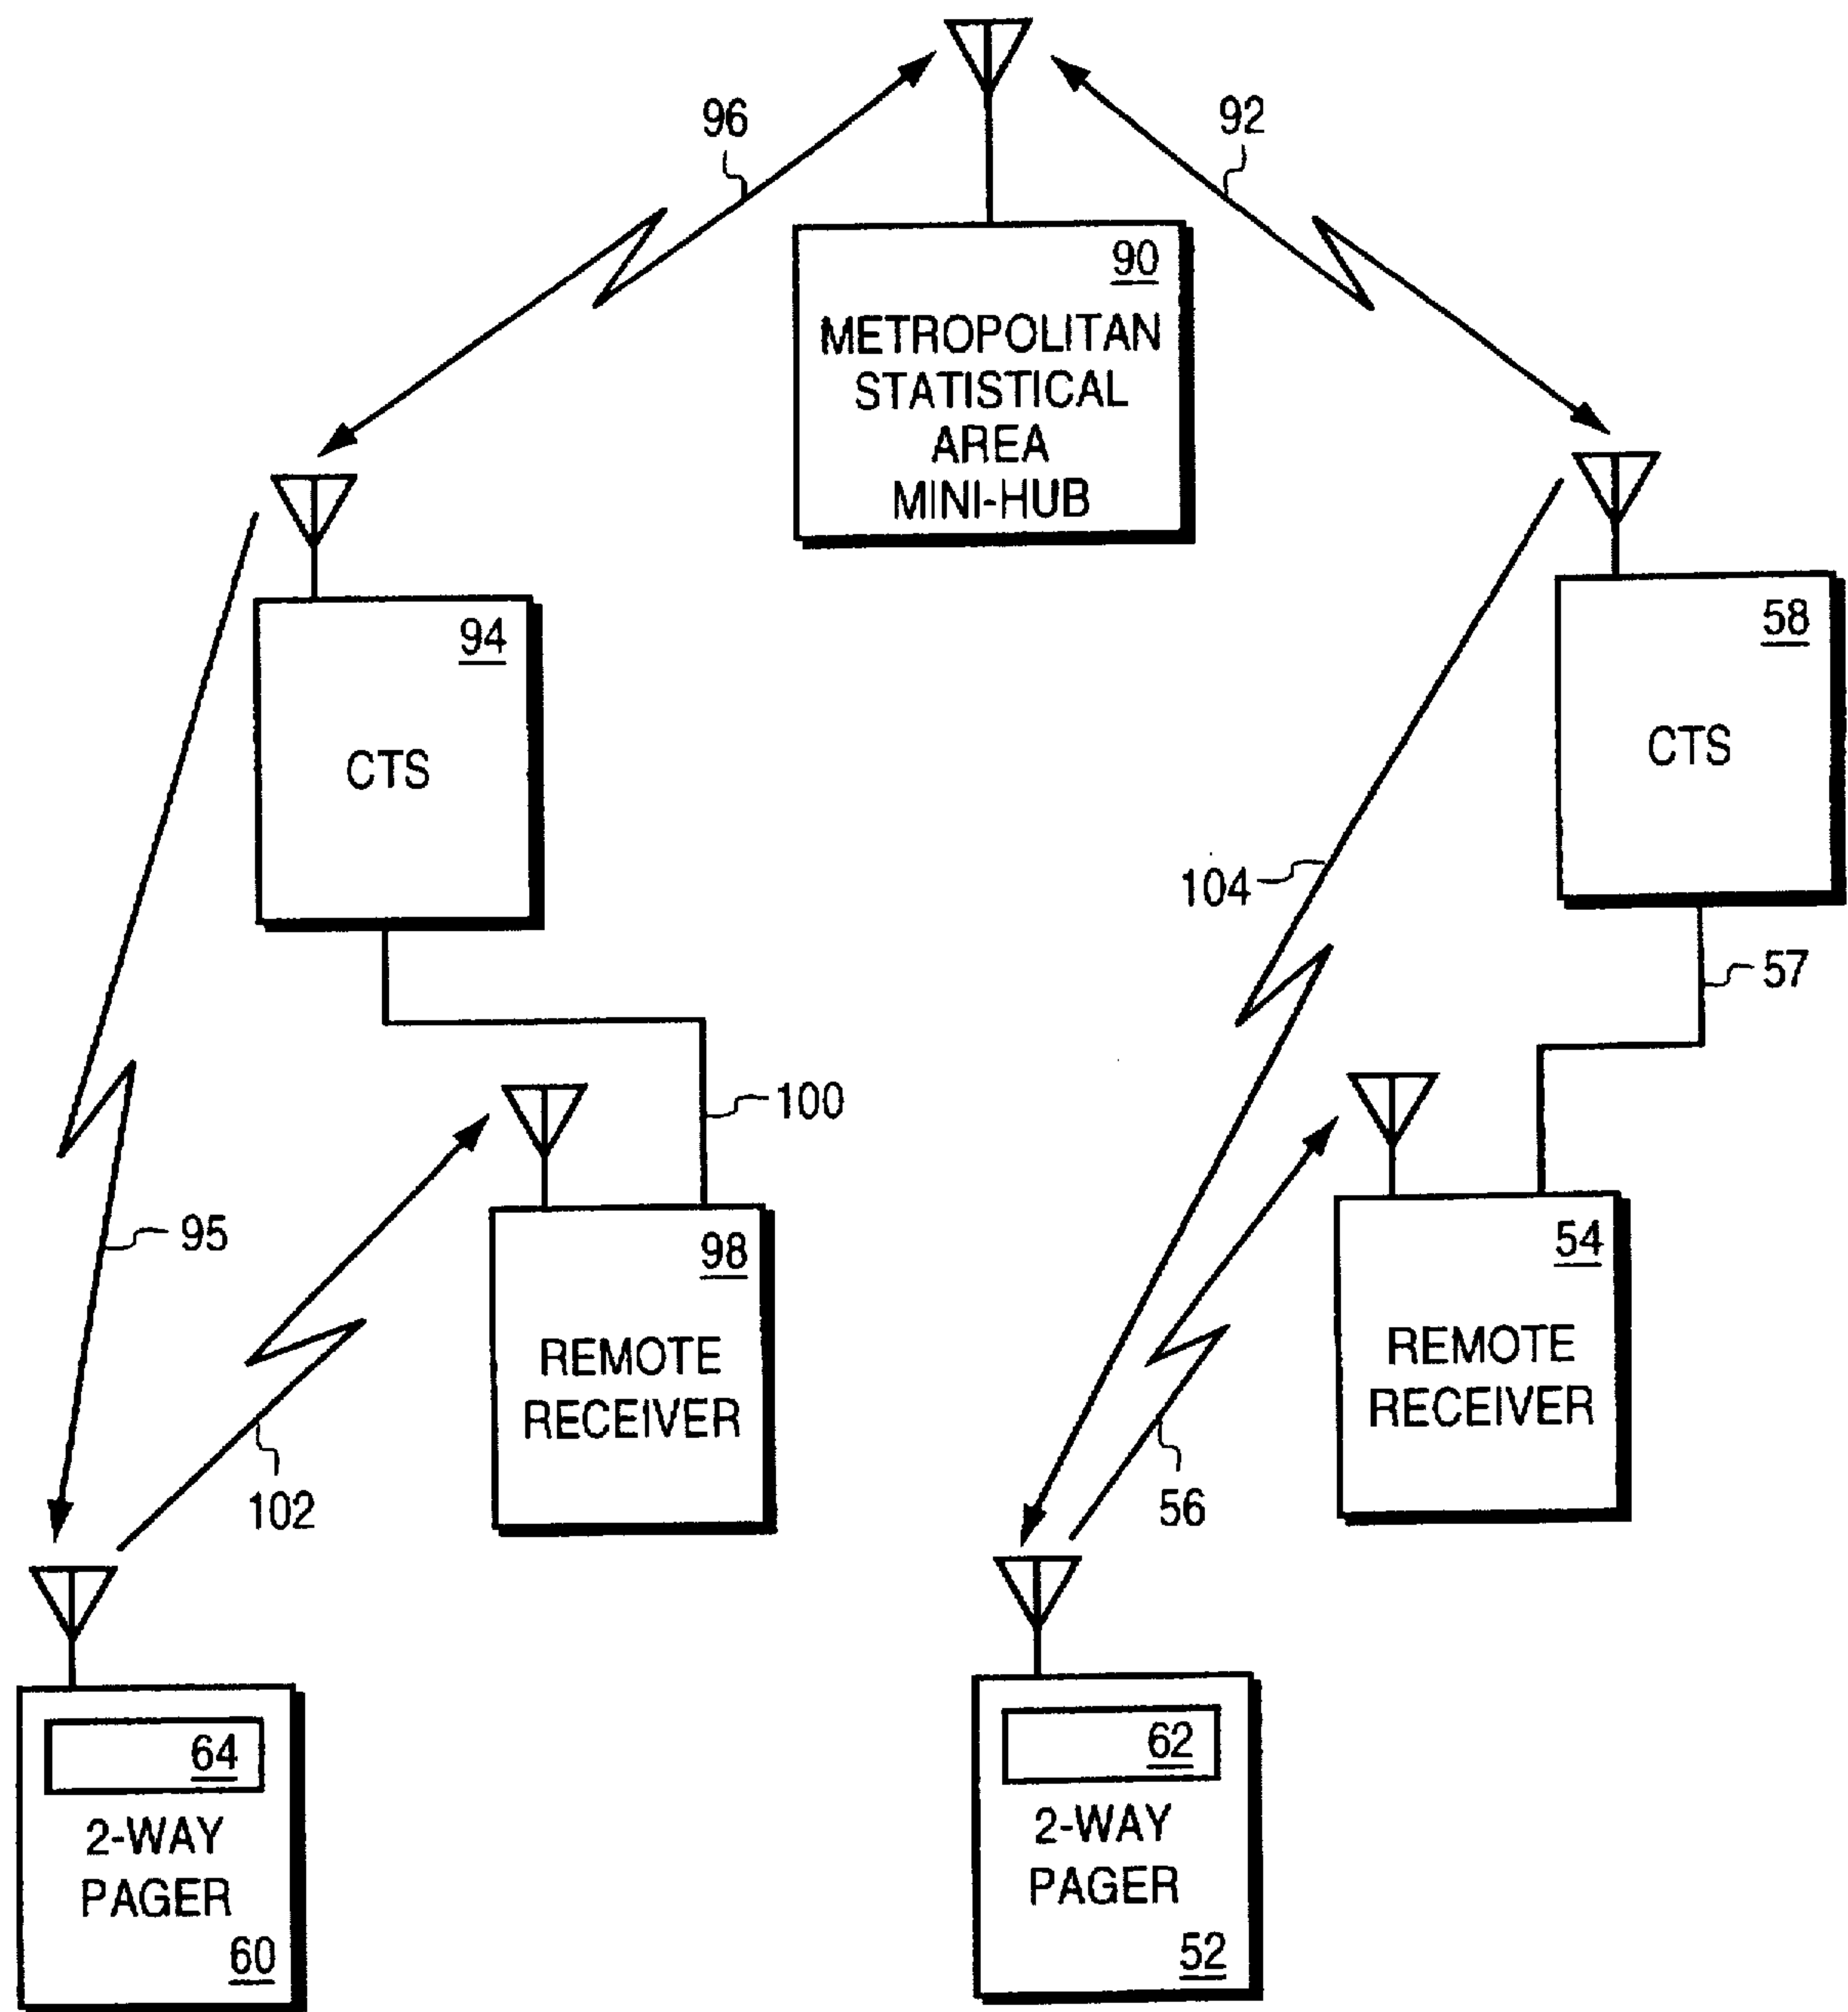 96
92
90
METROPOLITAN
STATISTICAL
AREA
MINI-HUB
94
CTS
58
CTS
104
57
100
95
98
REMOTE
RECEIVER
54
REMOTE
RECEIVER
102
56
64
2-WAY
PAGER
60
62
2-WAY
PAGER
52